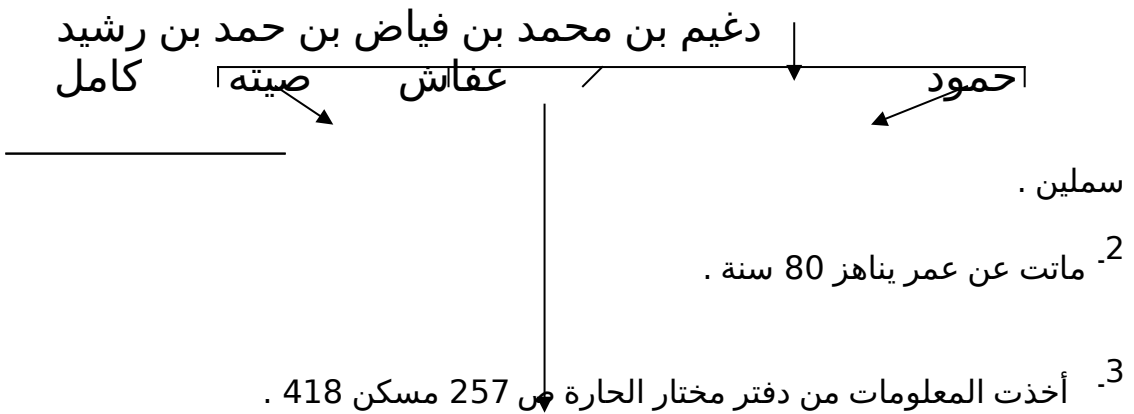 دغيم بن محمد بن فياض بن حمد بن رشيد
حمود عفاش صيته كامل
سملين .
2- ماتت عن عمر يناهز 80 سنة .
3- أخذت المعلومات من دفتر مختار الحارة ص 257 مسكن 418 .